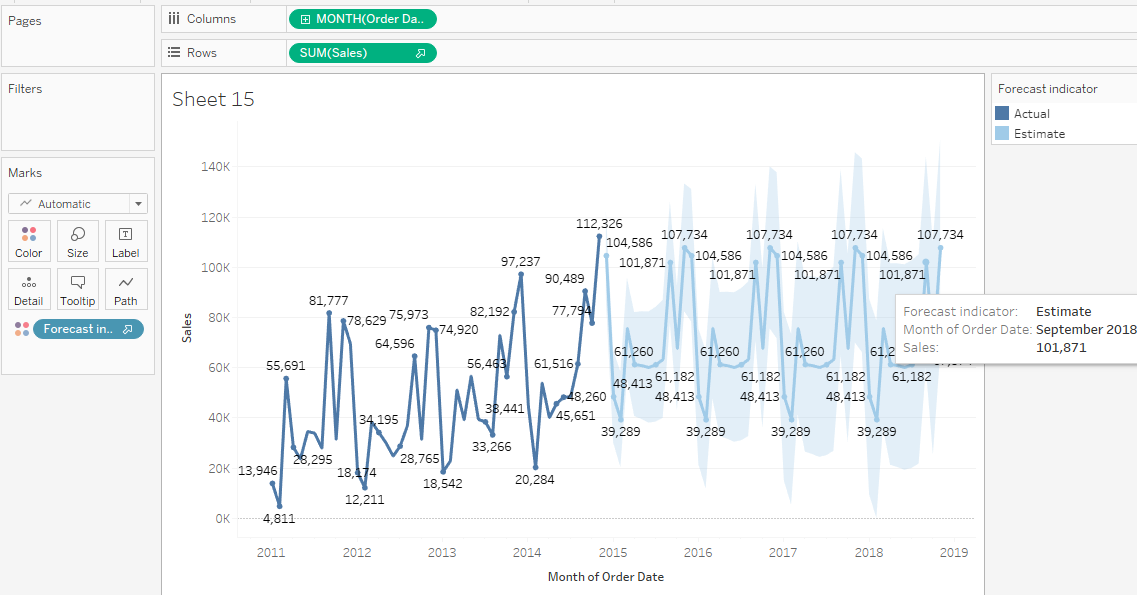 Pages
Columns
MONTH(Order Da..
Rows
SUM(Sales)
Filters
Marks
Automatic
Color
Size
Label
Detail
Tooltip
Path
Forecast in..
Sheet 15
Sales
140K
120K
100K
80K
60K
40K
20K
0K
13,946
4,811
55,691
23,295
81,777
18,174
12,211
78,629
34,195
28,765
64,596
75,973
74,920
18,542
56,463
33,266
38,441
82,192
97,237
20,284
45,651
48,260
61,516
90,489
77,794
112,326
104,586
48,413
39,289
61,260
61,182
101,871
107,734
104,586
48,413
39,289
61,260
61,182
101,871
107,734
104,586
48,413
39,289
61,260
61,182
101,871
107,734
104,586
48,413
39,289
61,2
61,182
101,871
107,734
2011
2012
2013
2014
2015
2016
2017
2018
2019
Month of Order Date
Forecast indicator: Estimate
Month of Order Date: September 2018
Sales: 101,871
Forecast indicator
Actual
Estimate